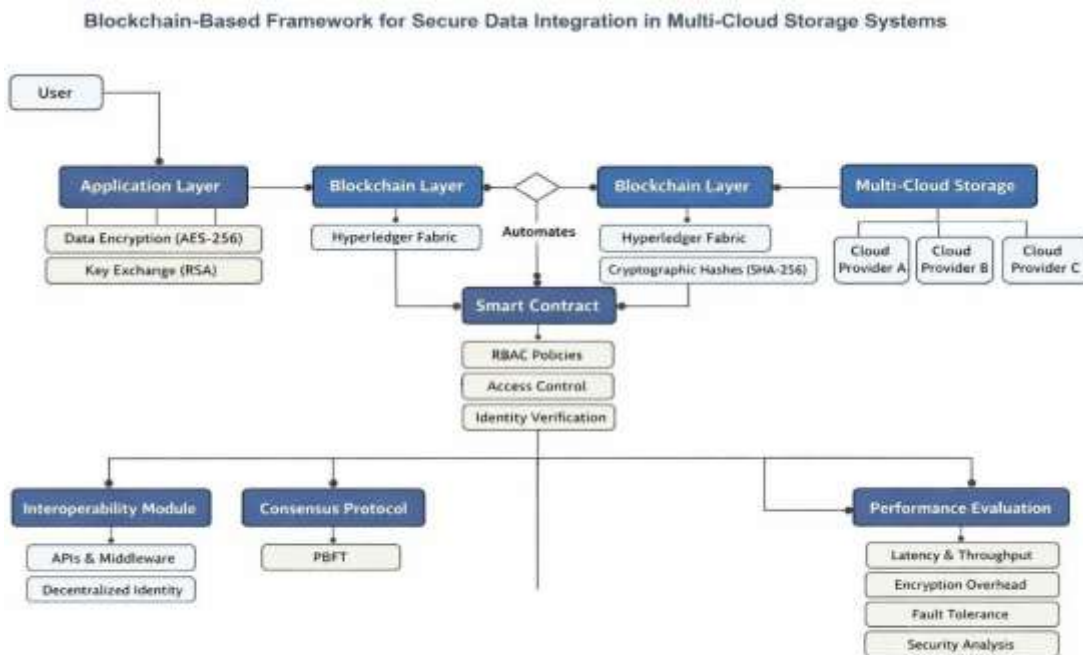 Blockchain-Based Framework for Secure Data Integration in Multi-Cloud Storage Systems
User
Application Layer
Blockchain Layer
Blockchain Layer
Multi-Cloud Storage
Data Encryption (AES-256)
Key Exchange (RSA)
Hyperledger Fabric
Automates
Hyperledger Fabric
Cryptographic Hashes (SHA-256)
Cloud
Provider A
Cloud
Provider B
Cloud
Provider C
Smart Contract
RBAC Policies
Access Control
Identity Verification
Interoperability Module
Consensus Protocol
Performance Evaluation
APIs & Middleware
Decentralized Identity
PBFT
Latency & Throughput
Encryption Overhead
Fault Tolerance
Security Analysis